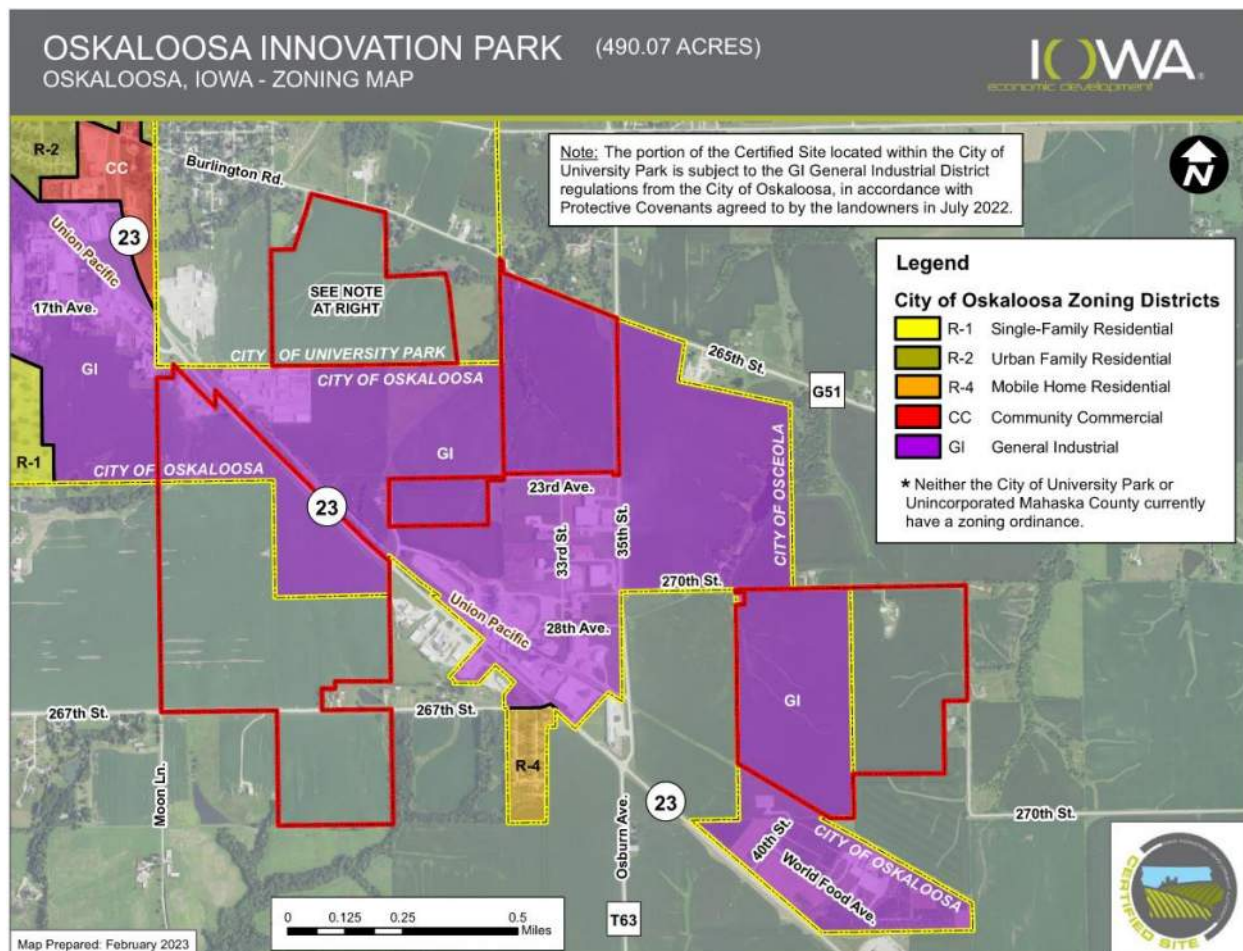 OSKALOOSA INNOVATION PARK (490.07 ACRES)
OSKALOOSA, IOWA - ZONING MAP
IOWA
economic development
R-2
CC
Burlington Rd.
Note: The portion of the Certified Site located within the City of
University Park is subject to the GI General Industrial District
regulations from the City of Oskaloosa, in accordance with
Protective Covenants agreed to by the landowners in July 2022.
N
23
Union Pacific
17th Ave.
SEE NOTE
AT RIGHT
CITY OF UNIVERSITY PARK
CITY OF OSKALOOSA
GI
265th St.
G51
Legend
City of Oskaloosa Zoning Districts
R-1 Single-Family Residential
R-2 Urban Family Residential
R-4 Mobile Home Residential
CC Community Commercial
GI General Industrial
* Neither the City of University Park or
Unincorporated Mahaska County currently
have a zoning ordinance.
R-1
CITY OF OSKALOOSA
GI
23
23rd Ave.
33rd St.
35th St.
CITY OF OSCEOLA
270th St.
Union Pacific
28th Ave.
GI
267th St.
267th St.
R-4
Moon Ln.
Osburn Ave.
23
270th St.
40th St.
World Food Ave.
CITY OF OSKALOOSA
T63
0 0.125 0.25 0.5
Miles
Map Prepared: February 2023
CERTIFIED SITE